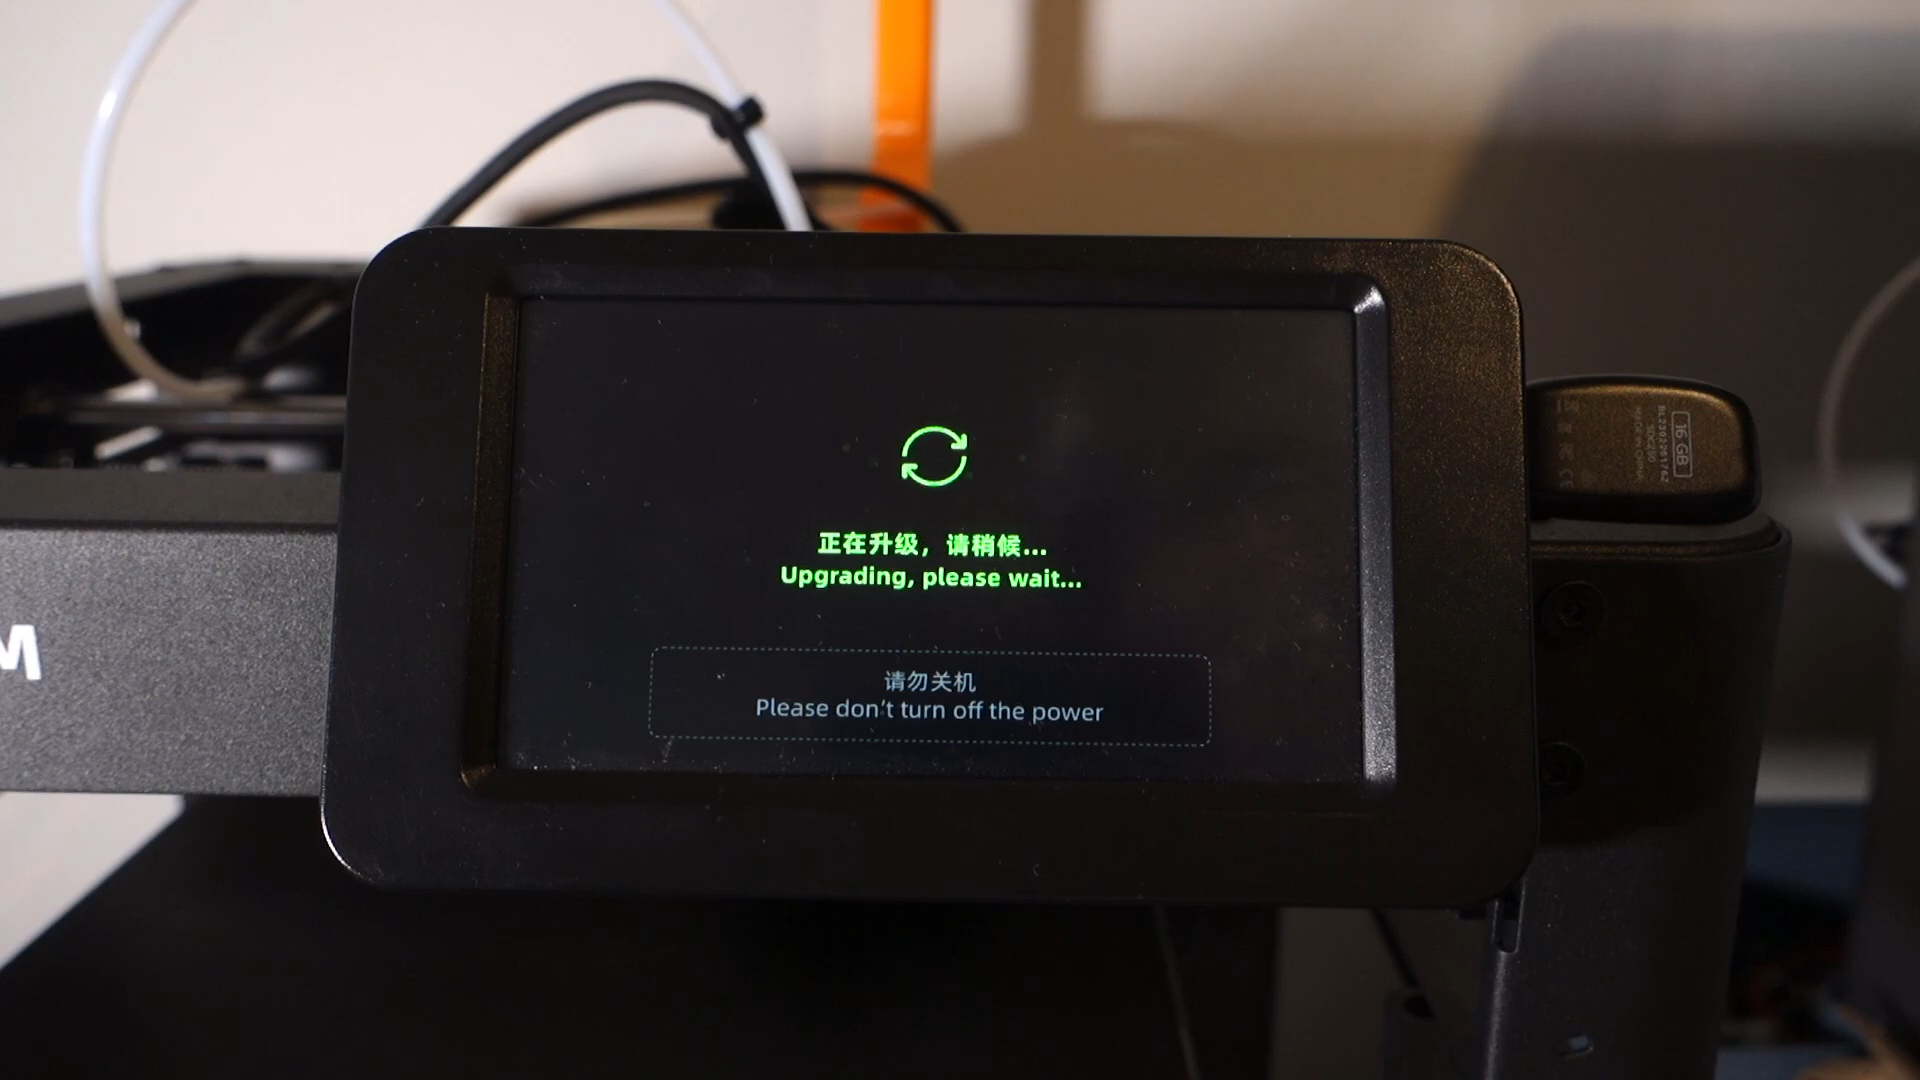 正在升级，请稍候...
Upgrading, please wait...
请勿关机
Please don't turn off the power
M
16 GB
SDCZ50